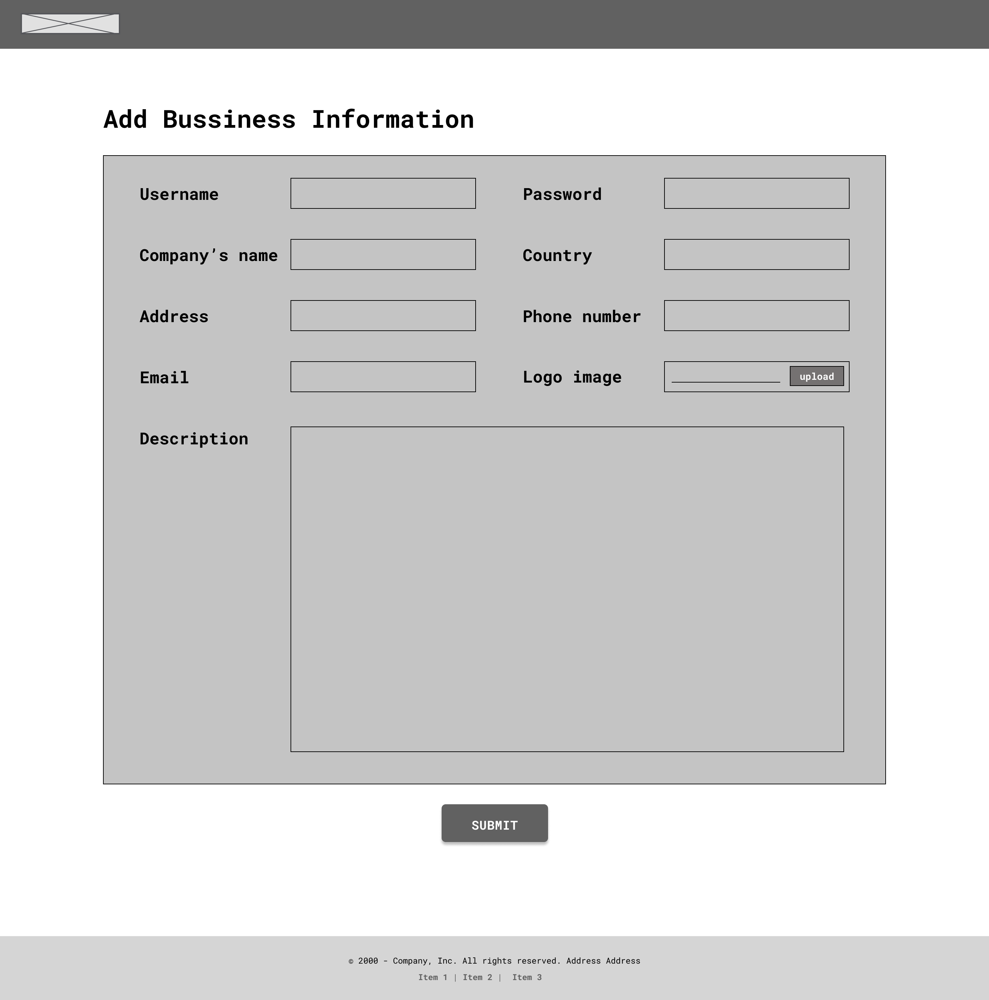 Add Bussiness Information
Username
Password
Company’s name
Country
Address
Phone number
Email
Logo image
upload
Description
SUBMIT
© 2000 - Company, Inc. All rights reserved. Address Address
Item 1 | Item 2 |  Item 3